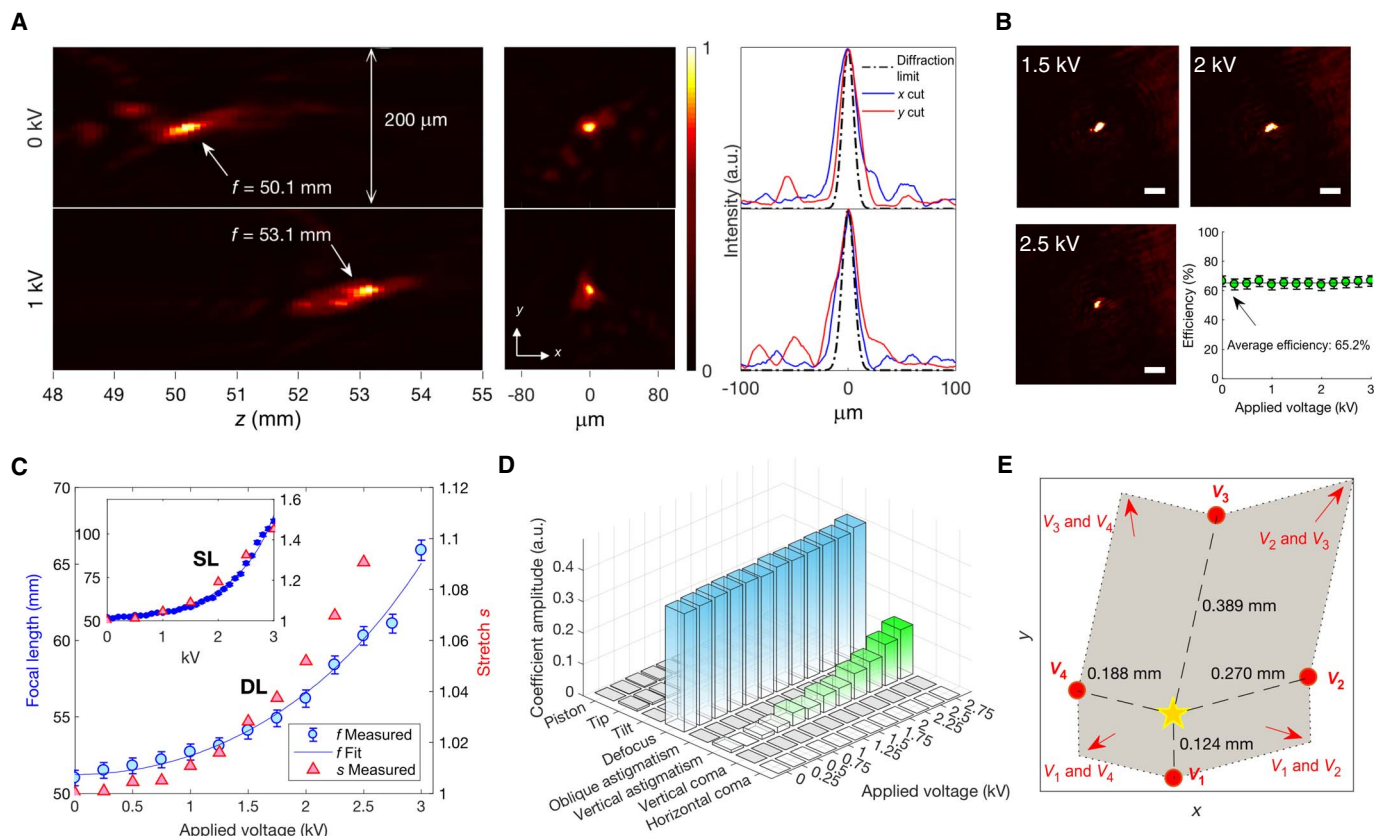 A
0 kV
1 kV
200 μm
f = 50.1 mm
f = 53.1 mm
48 49 50 51 52 53 54 55
z (mm)
y
x
-80 0 80
μm
1
0
Intensity (a.u.)
Diffraction
limit
x cut
y cut
-100 0 100
μm
B
1.5 kV
2 kV
2.5 kV
Efficiency (%)
100
80
60
40
20
0
Average efficiency: 65.2%
0 1 2 3
Applied voltage (kV)
C
Focal length (mm)
70
65
60
55
50
100
75
50
SL
1.6
1.4
1.2
1
0 1 2 3
kV
DL
f Measured
f Fit
s Measured
1.12
1.1
1.08
1.06
1.04
1.02
1
Stretch s
0 0.5 1 1.5 2 2.5 3
Applied voltage (kV)
D
Coefficient amplitude (a.u.)
0.4
0.3
0.2
0.1
0
Piston
Tip
Tilt
Defocus
Oblique astigmatism
Vertical astigmatism
Vertical coma
Horizontal coma
0
0.25
0.5
0.75
1
1.25
1.5
1.75
2
2.25
2.5
2.75
Applied voltage (kV)
E
V3
V3 and V4
V2 and V3
0.389 mm
V4
0.188 mm
0.270 mm
V2
0.124 mm
V1 and V4
V1
V1 and V2
y
x